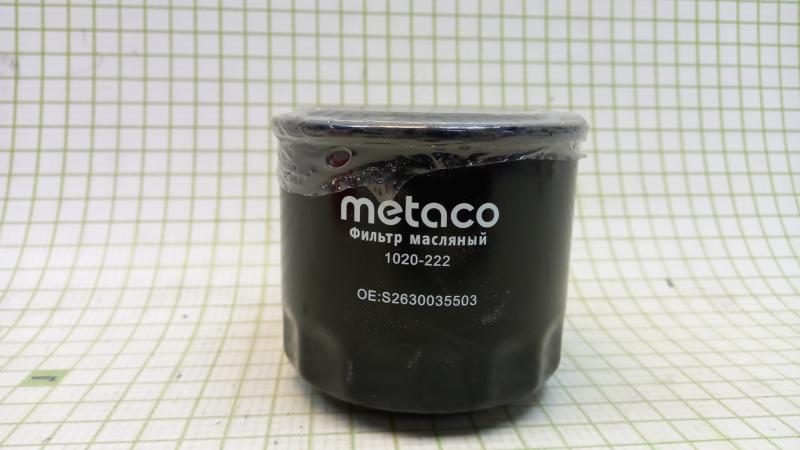 metaco
Фильтр масляный
1020-222
OE:S2630035503